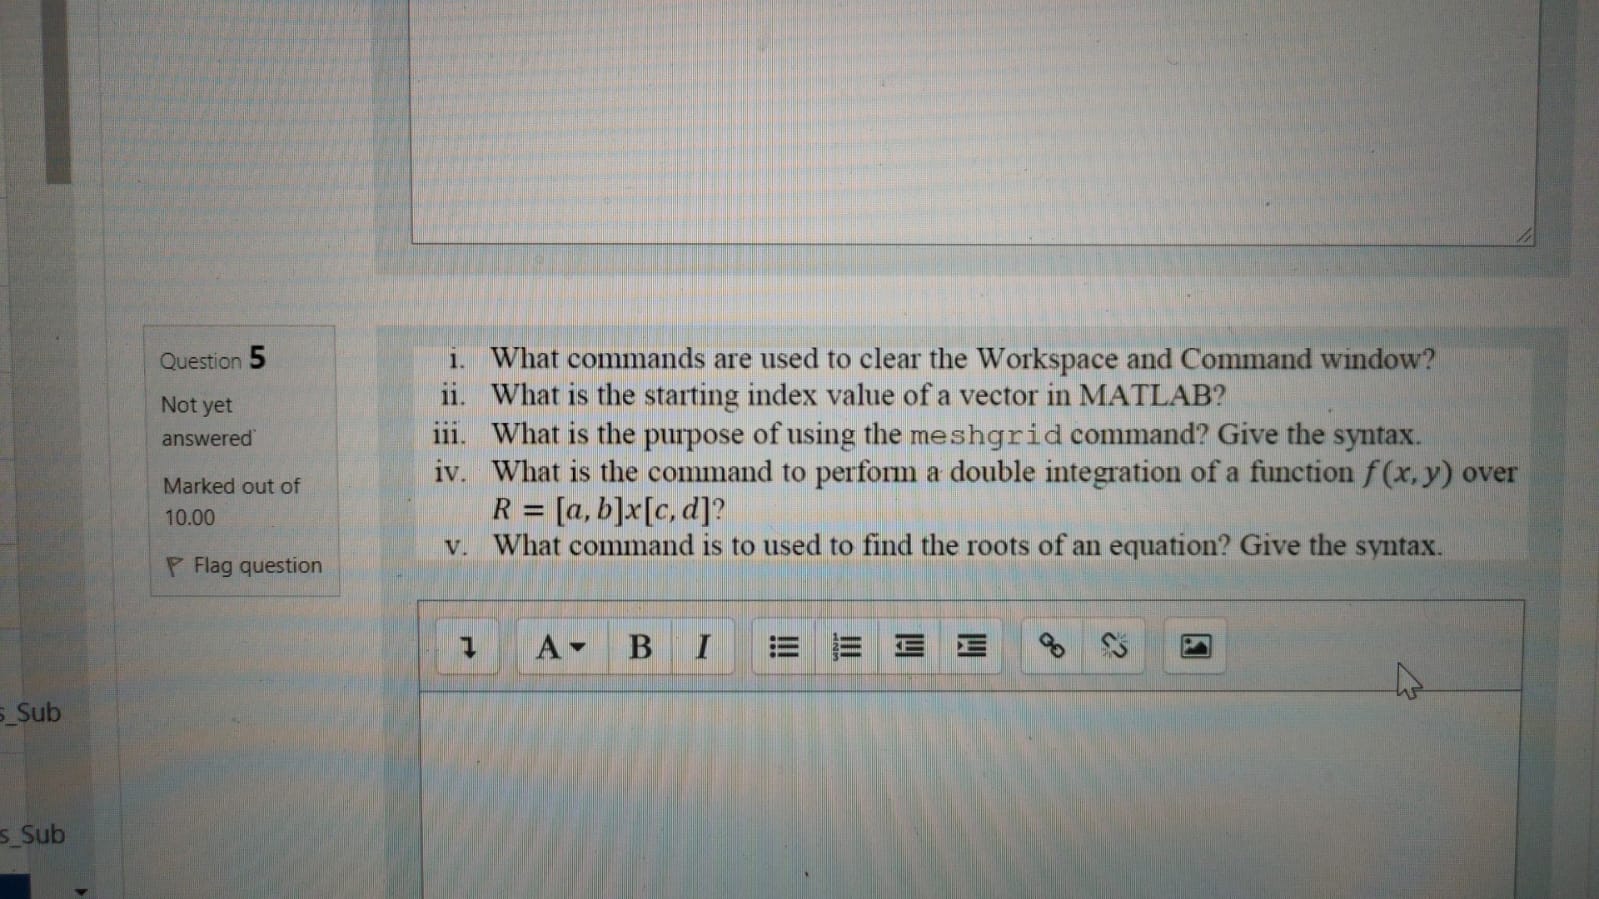 Question 5
Not yet
answered
Marked out of
10.00
Flag question
i. What commands are used to clear the Workspace and Command window?
ii. What is the starting index value of a vector in MATLAB?
iii. What is the purpose of using the meshgrid command? Give the syntax.
iv. What is the command to perform a double integration of a function f(x, y) over
R = [a, b]x[c, d]?
v. What command is to used to find the roots of an equation? Give the syntax.
A B I
s_Sub
s_Sub